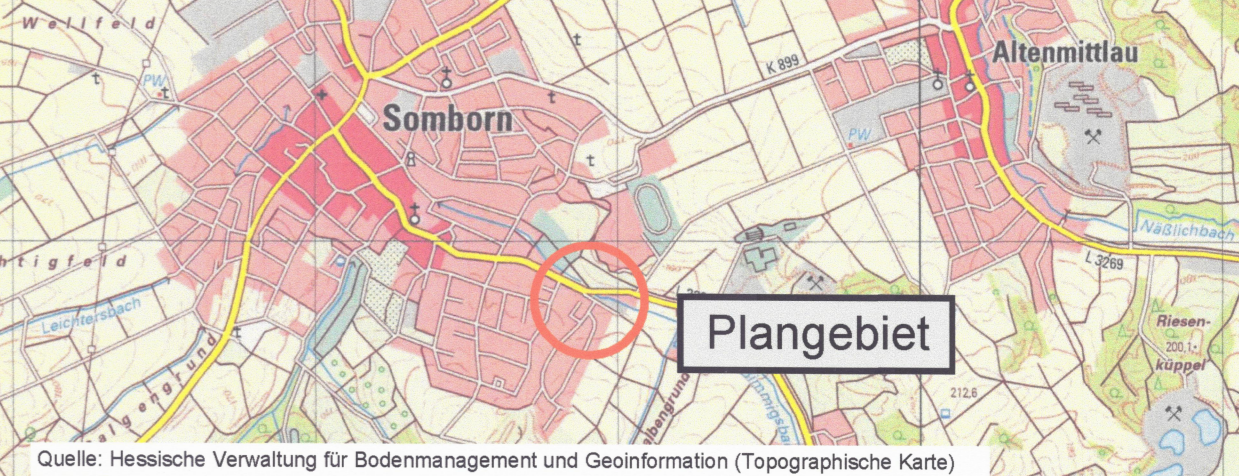 Wellfeld
ALTENMITTLAU
K 899
PW
SOMBORN
PW
Näßlichbach
htigfeld
L 3269
Leichtersbach
Riesen-
200,1
küppel
Plangebiet
212,6
Quelle: Hessische Verwaltung für Bodenmanagement und Geoinformation (Topographische Karte)